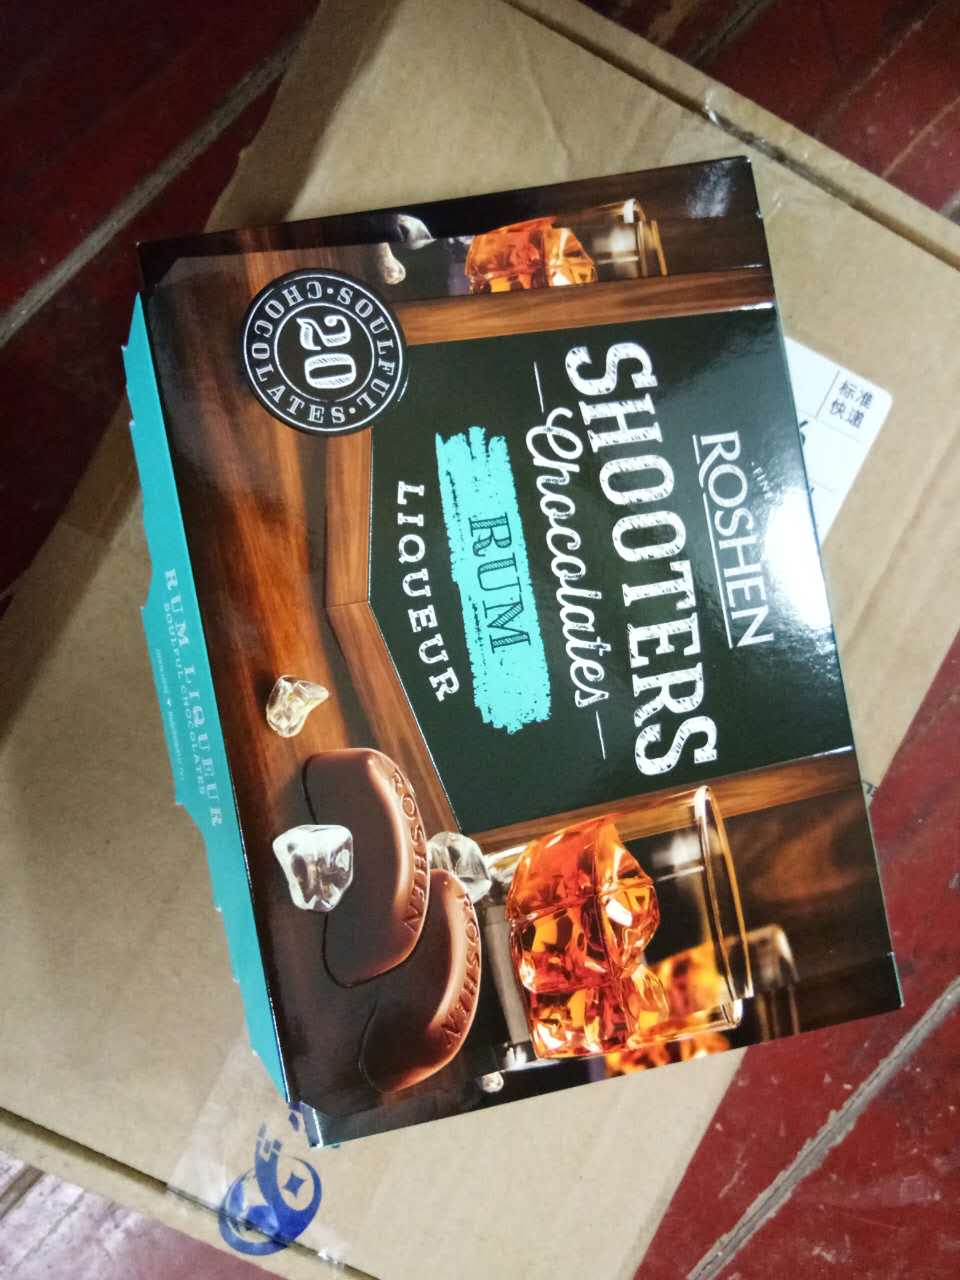 ROSHEN
FINE
SHOOTERS
Chocolates
RUM
LIQUEUR
SOULFUL
20
CHOCOLATES
ROSHEN
ROSHEN
RUM LIQUEUR
SOULFUL CHOCOLATES
标准
快递